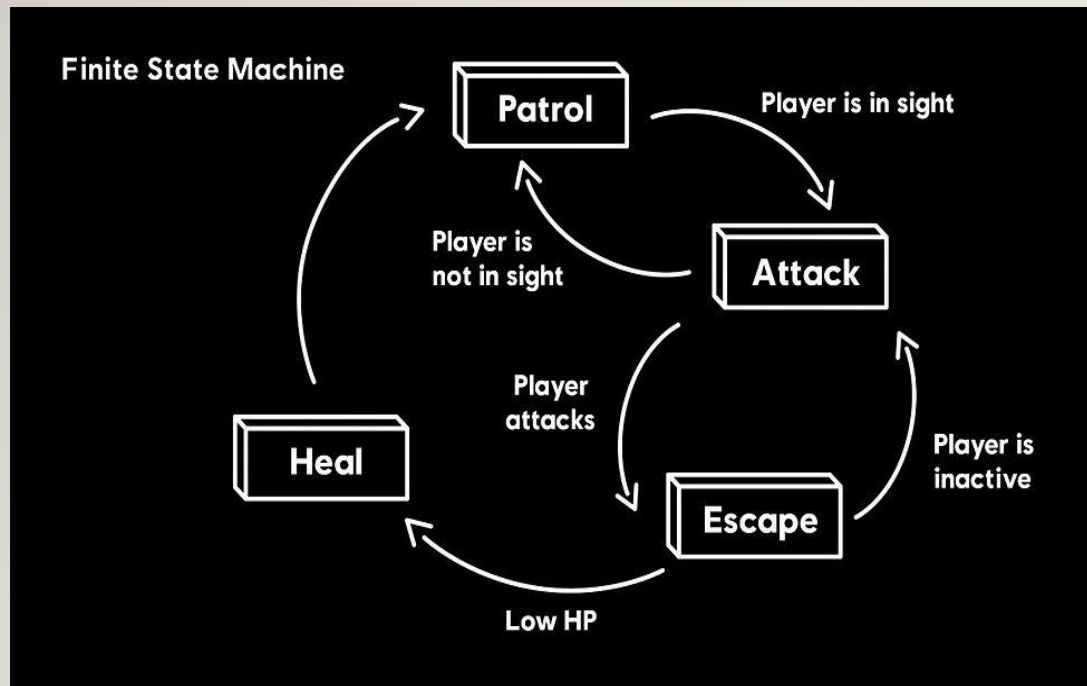 Finite State Machine
Patrol
Player is in sight
Player is
not in sight
Attack
Player
attacks
Player is
inactive
Heal
Escape
Low HP